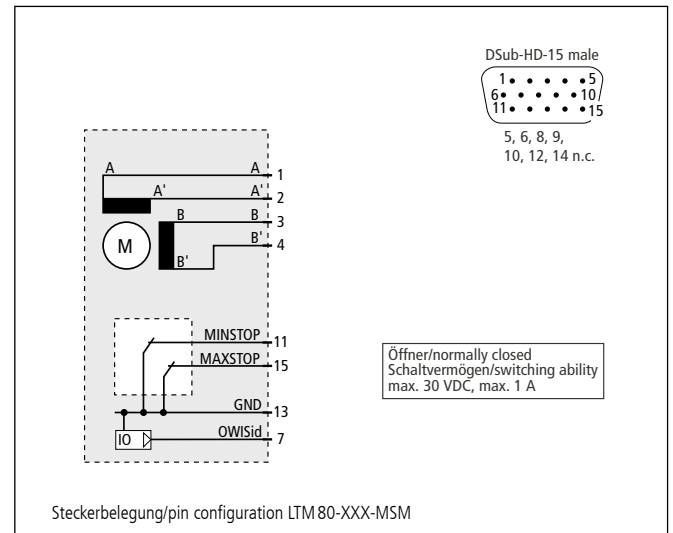 DSub-HD-15 male
1 5
6 10
11 15
5, 6, 8, 9,
10, 12, 14 n.c.
A A 1
A' A' 2
B B 3
B' 4
M
B'
MINSTOP 11
MAXSTOP 15
GND 13
IO OWISid 7
Öffner/normally closed
Schaltvermögen/switching ability
max. 30 VDC, max. 1 A
Steckerbelegung/pin configuration LTM 80-XXX-MSM